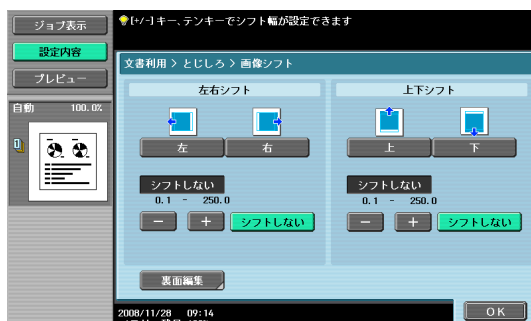 ジョブ表示
[+/-]キー、テンキーでシフト幅が設定できます
設定内容
プレビュー
文書利用 > とじしろ > 画像シフト
自動 100.0%
左右シフト
上下シフト
左
右
上
下
シフトしない
シフトしない
0.1 - 250.0
0.1 - 250.0
－ ＋ シフトしない
－ ＋ シフトしない
裏面編集
2008/11/28 09:14
OK